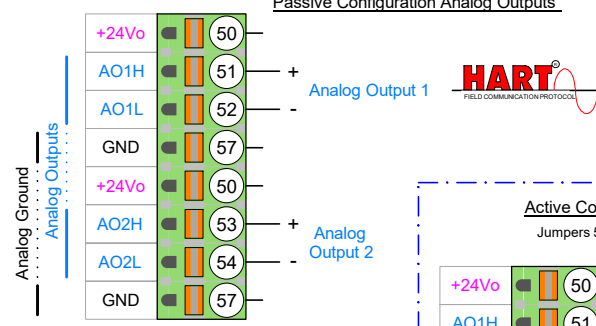 Passive Configuration Analog Outputs
+24Vo 50
AO1H 51 +
Analog Output 1
AO1L 52 -
GND 57
+24Vo 50
AO2H 53 +
Analog
Output 2
AO2L 54 -
GND 57
Analog Outputs
Analog Ground
HART
FIELD COMMUNICATION PROTOCOL
Active Co
Jumpers 5
+24Vo 50
AO1H 51